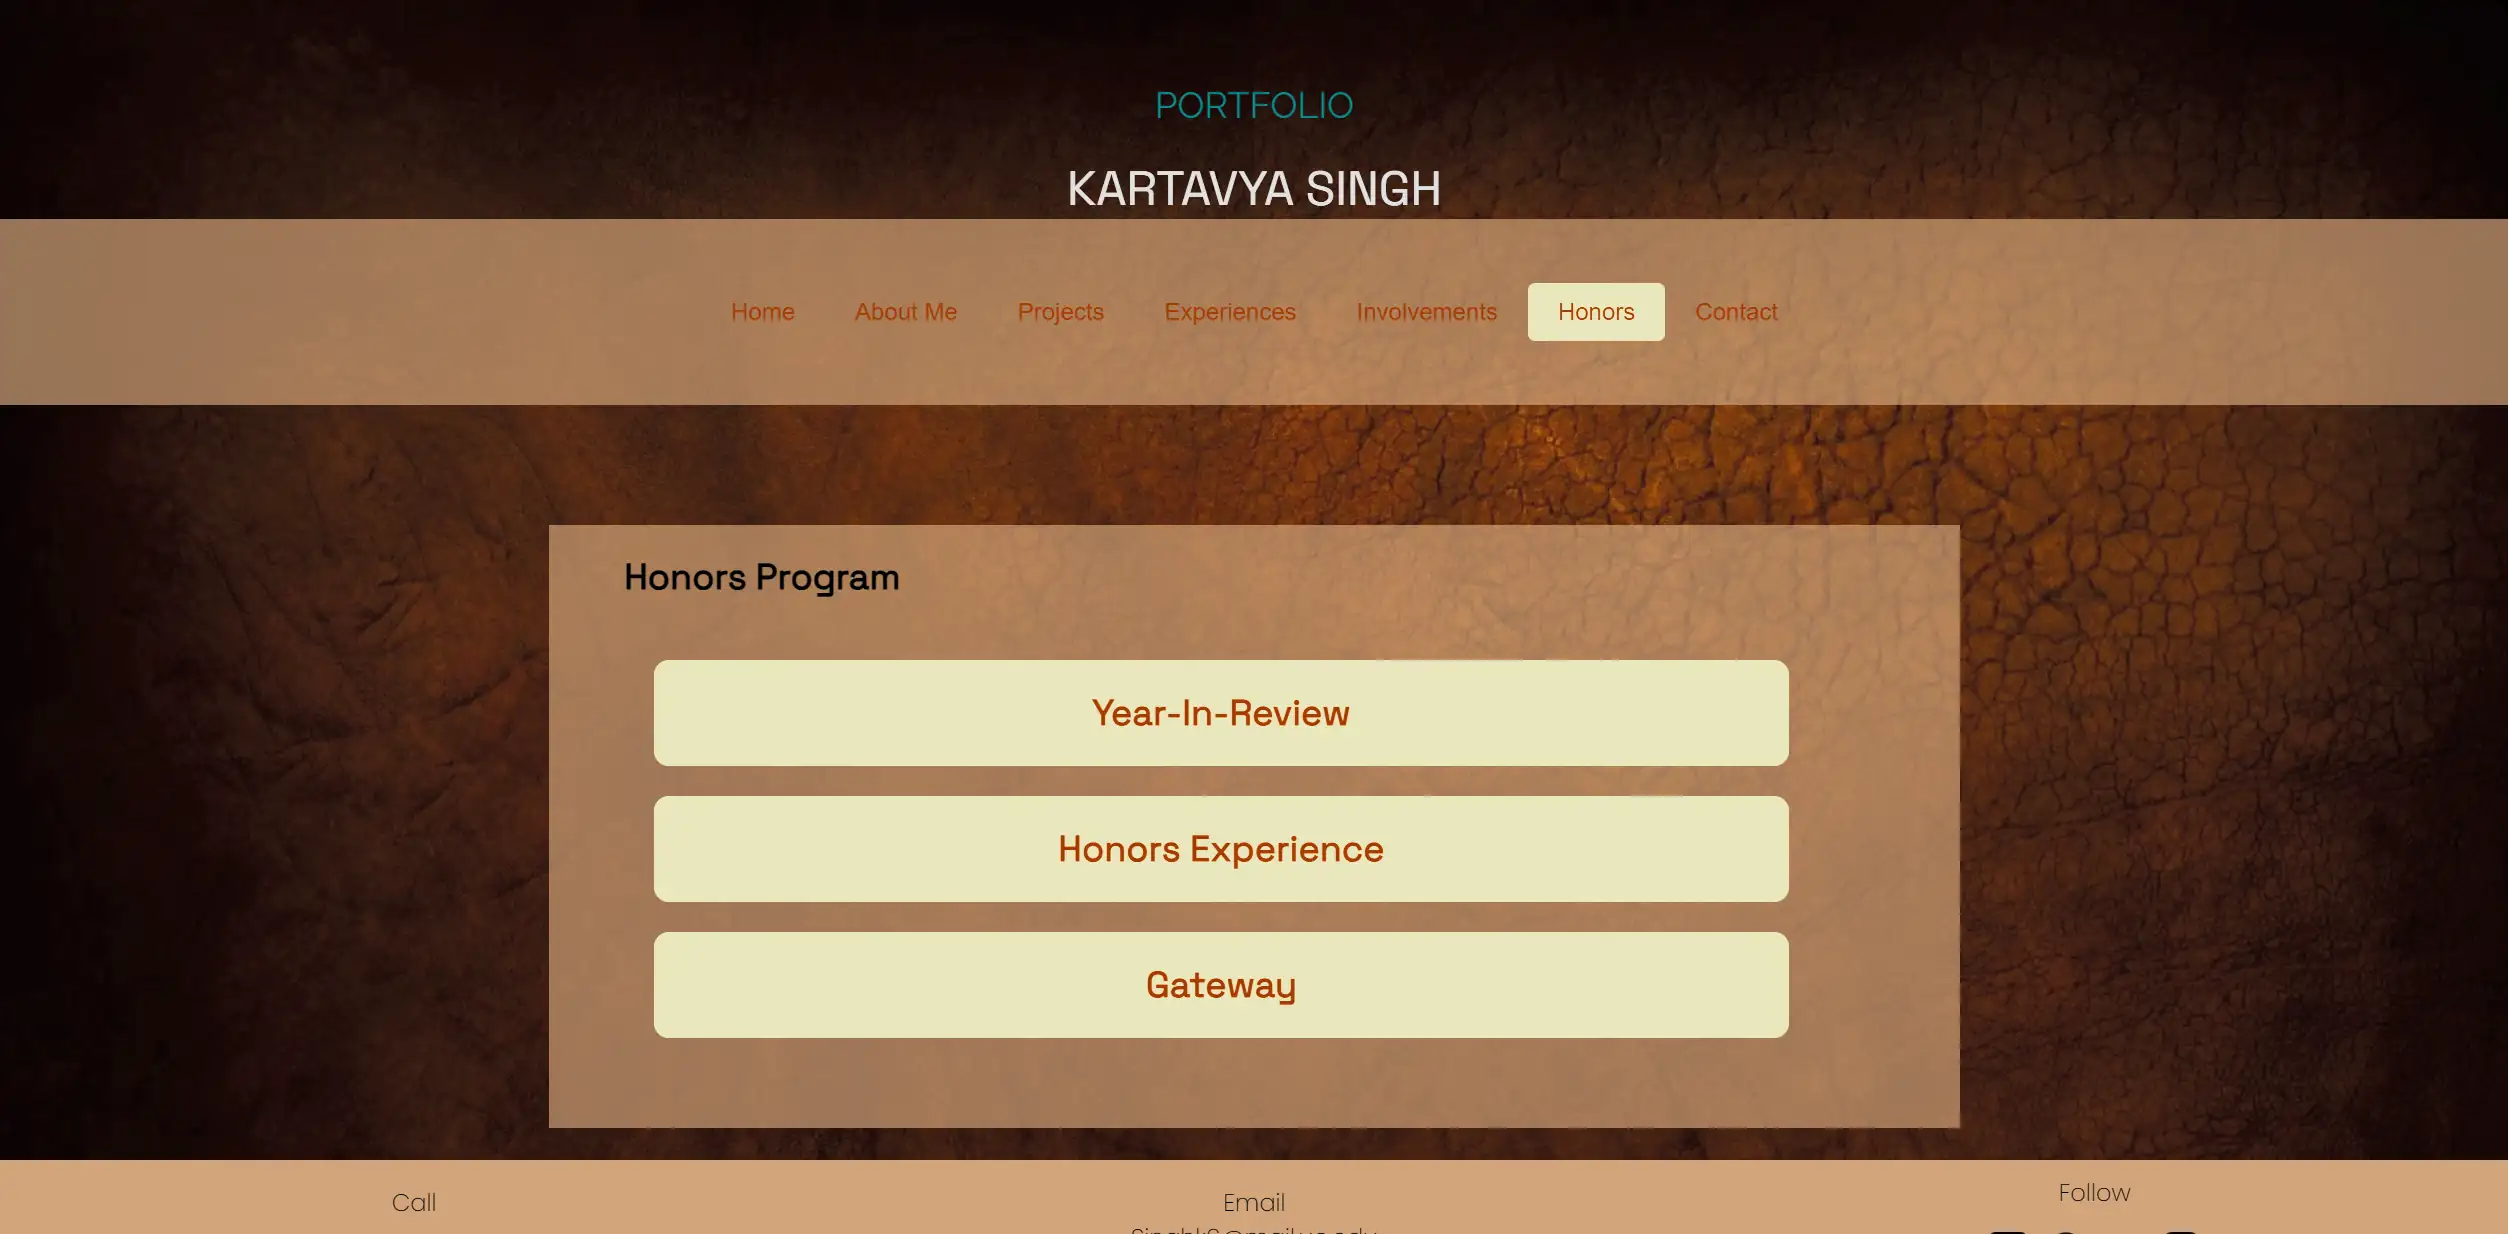 PORTFOLIO
KARTAVYA SINGH
Home About Me Projects Experiences Involvements Honors Contact
Honors Program
Year-In-Review
Honors Experience
Gateway
Call Email Follow